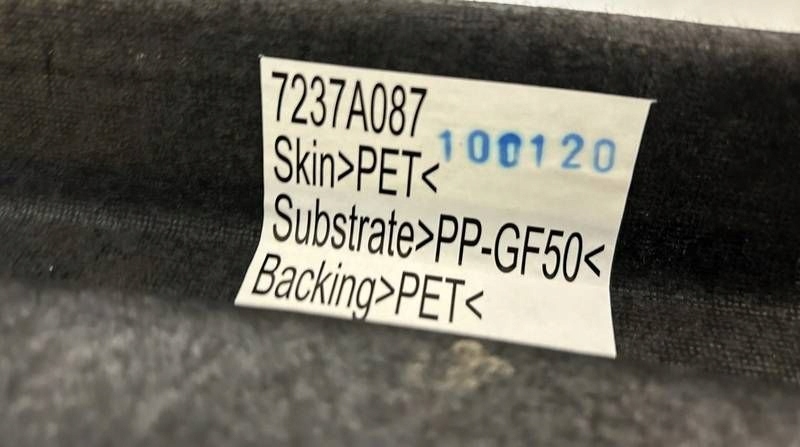 7237A087
100120
Skin>PET<
Substrate>PP-GF50<
Backing>PET<